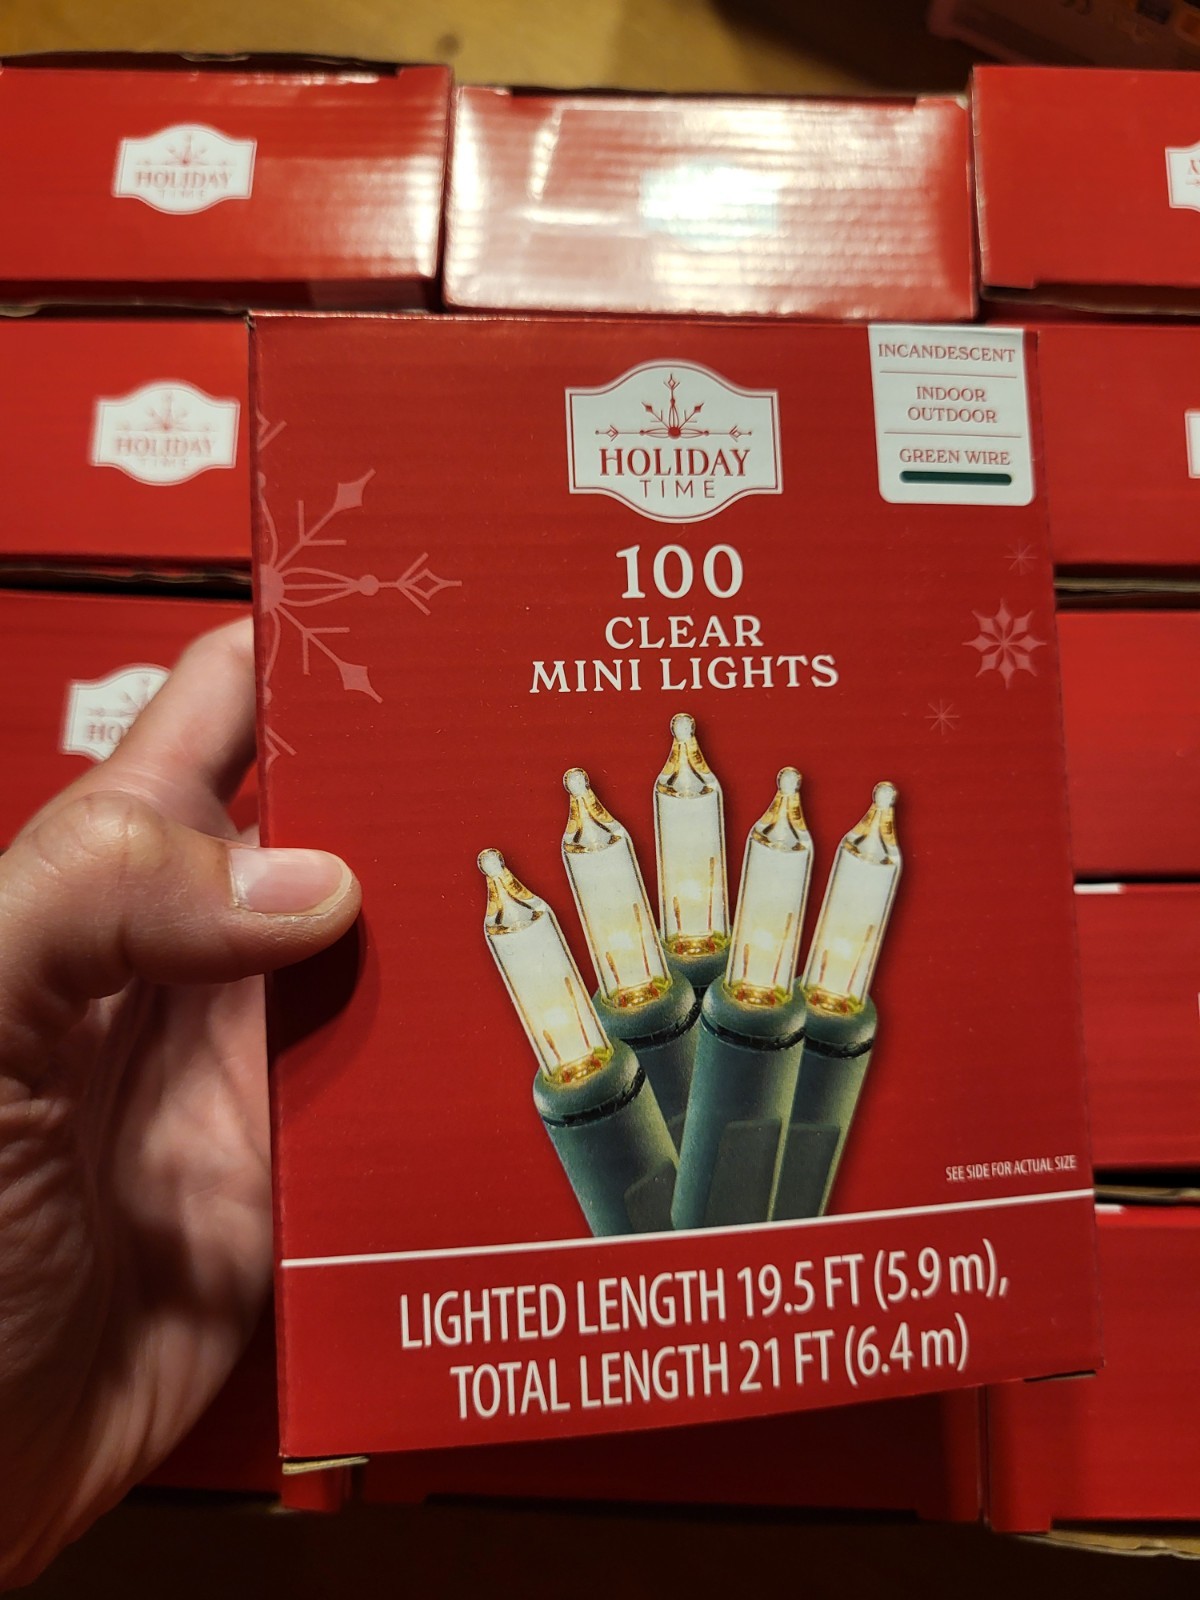 HOLIDAY
TIME
HOLIDAY
TIME
HOLIDAY
TIME
INCANDESCENT
INDOOR
OUTDOOR
GREEN WIRE
100
CLEAR
MINI LIGHTS
SEE SIDE FOR ACTUAL SIZE
LIGHTED LENGTH 19.5 FT (5.9 m),
TOTAL LENGTH 21 FT (6.4 m)